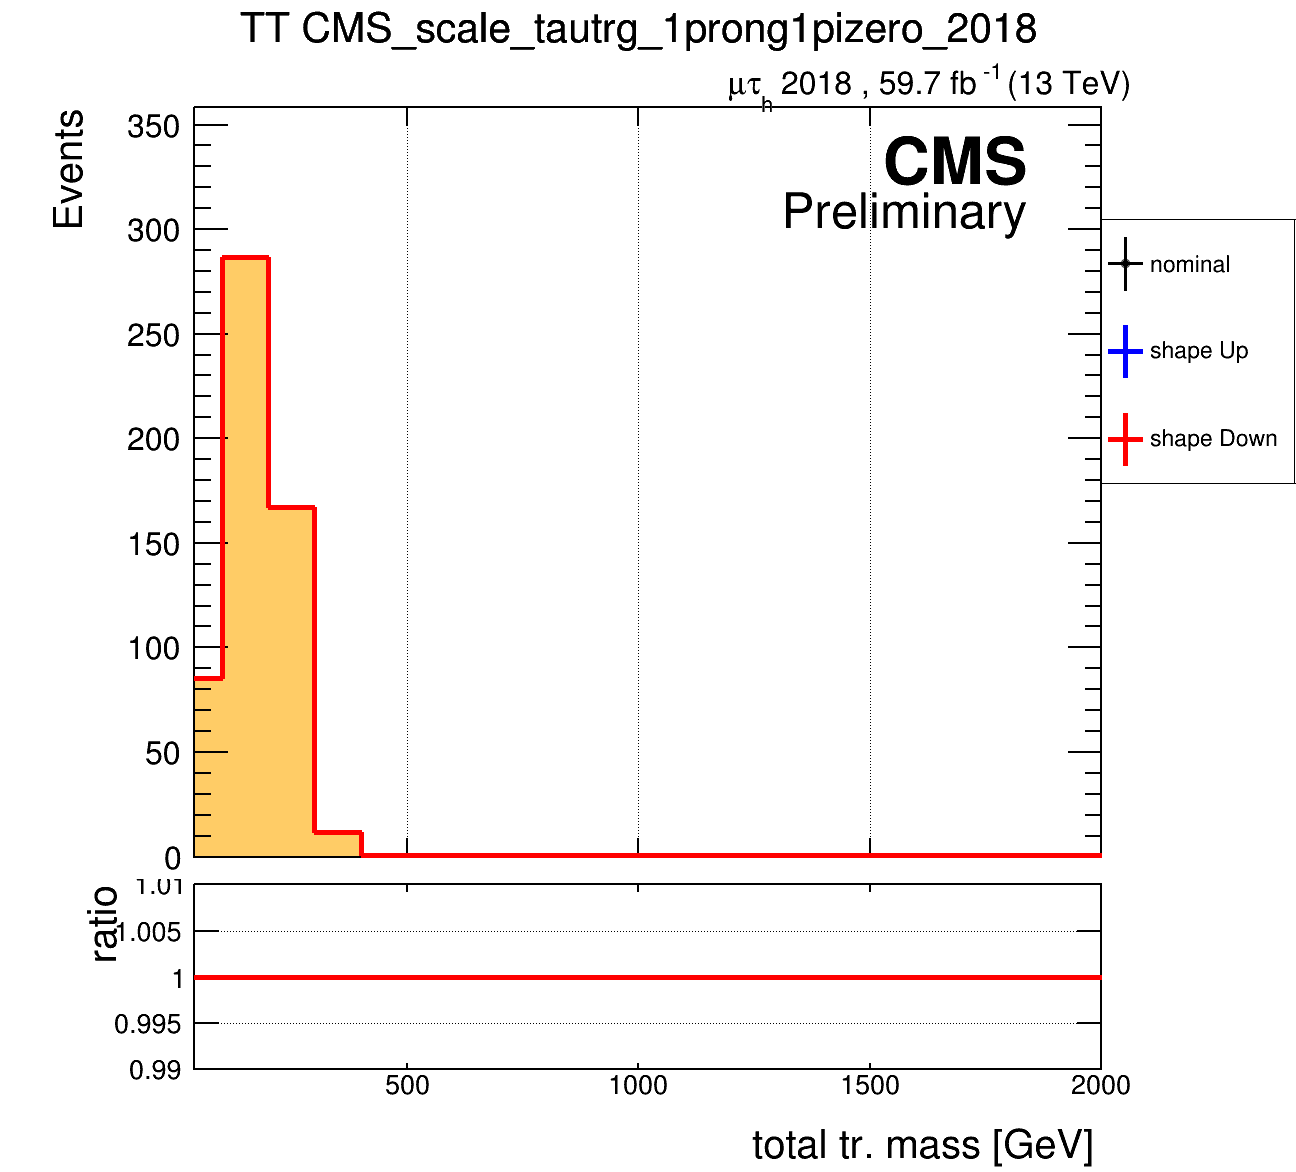 TT CMS_scale_tautrg_1prong1pizero_2018
μτh 2018 , 59.7 fb-1 (13 TeV)
Events
350
300
250
200
150
100
50
0
CMS
Preliminary
nominal
shape Up
shape Down
ratio
1.01
1.005
1
0.995
0.99
500
1000
1500
2000
total tr. mass [GeV]